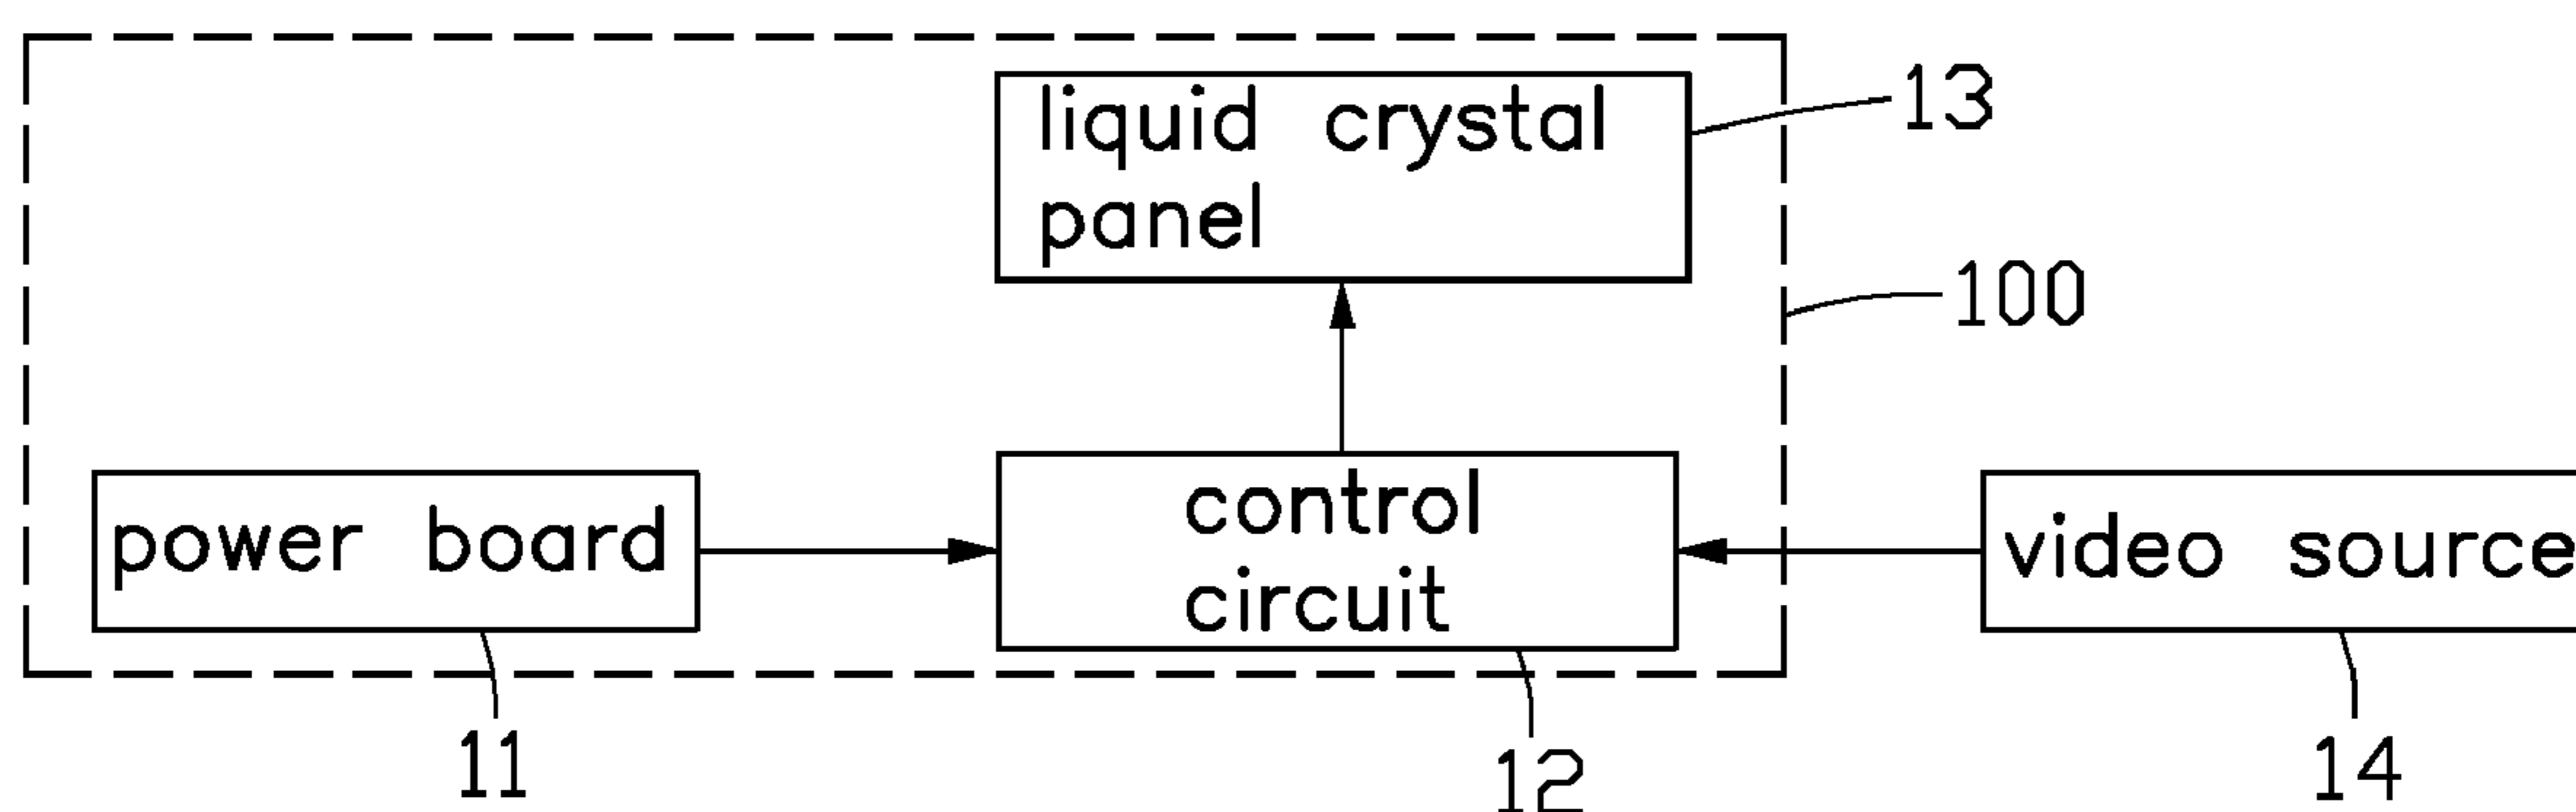 liquid crystal
panel
13
100
power board
control
circuit
video source
11
12
14